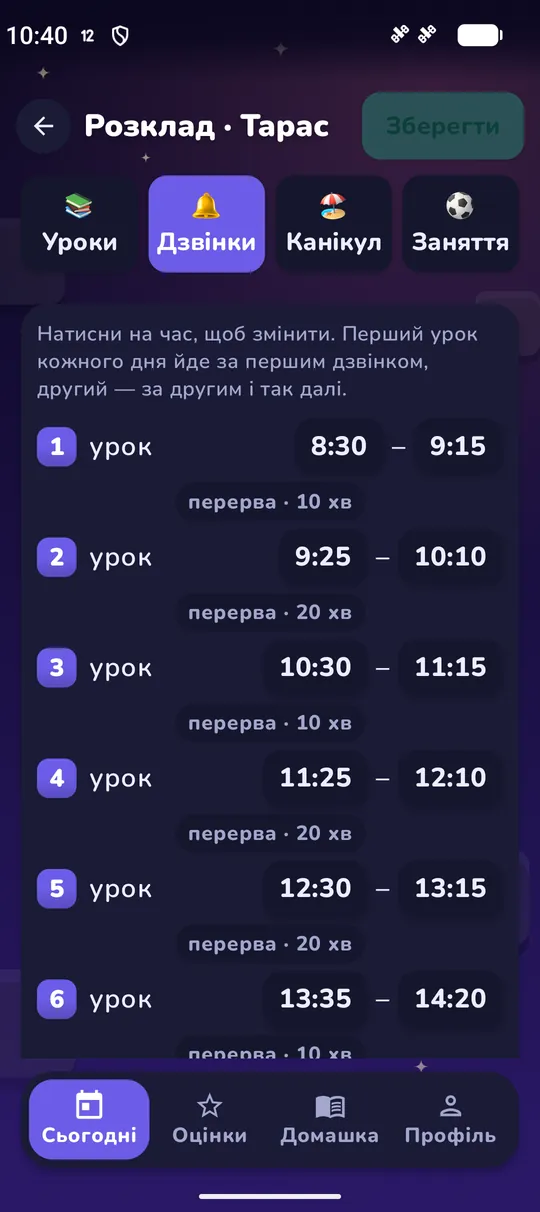 10:40 12
Розклад · Тарас
Зберегти
Уроки
Дзвінки
Канікул
Заняття
Натисни на час, щоб змінити. Перший урок
кожного дня йде за першим дзвінком,
другий — за другим і так далі.
1 урок 8:30 – 9:15
перерва · 10 хв
2 урок 9:25 – 10:10
перерва · 20 хв
3 урок 10:30 – 11:15
перерва · 10 хв
4 урок 11:25 – 12:10
перерва · 20 хв
5 урок 12:30 – 13:15
перерва · 20 хв
6 урок 13:35 – 14:20
перерва · 10 хв
Сьогодні
Оцінки
Домашка
Профіль